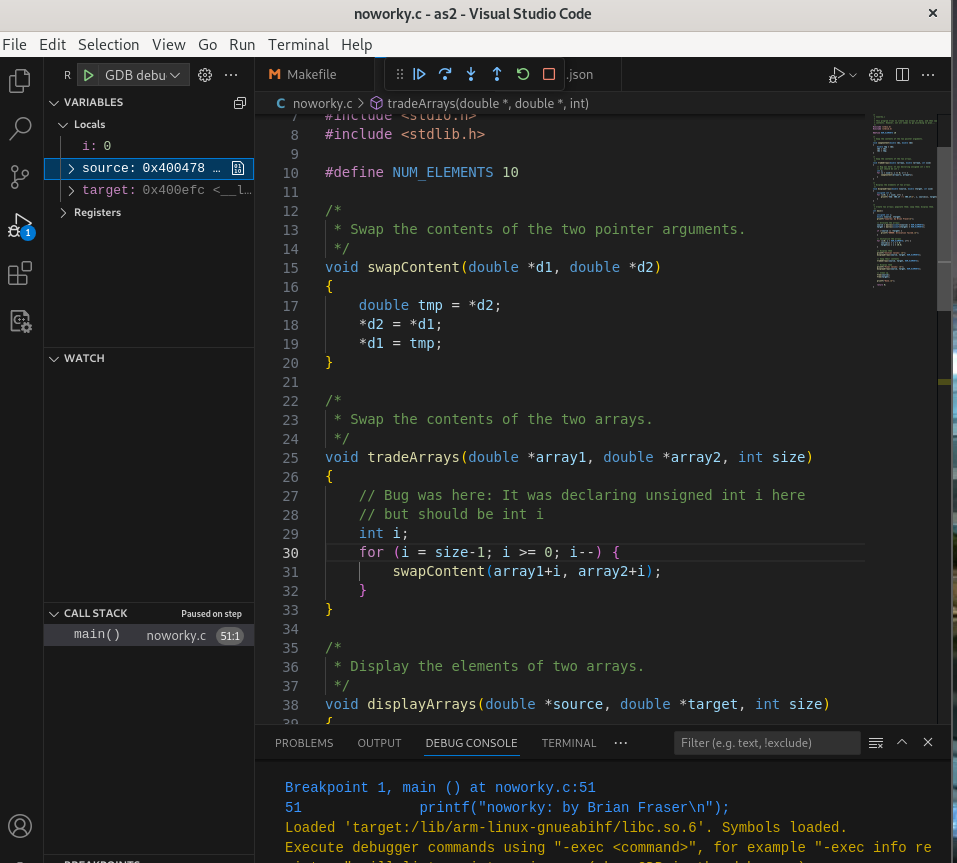 noworky.c - as2 - Visual Studio Code
File Edit Selection View Go Run Terminal Help
R GDB debu
Makefile
.json
VARIABLES
noworky.c > tradeArrays(double *, double *, int)
Locals
i: 0
source: 0x400478 …
target: 0x400efc <__l…
Registers
WATCH
CALL STACK Paused on step
main() noworky.c 51:1
1
7 #include <stdio.h>
8 #include <stdlib.h>
9
10 #define NUM_ELEMENTS 10
11
12 /*
13 * Swap the contents of the two pointer arguments.
14 */
15 void swapContent(double *d1, double *d2)
16 {
17 double tmp = *d2;
18 *d2 = *d1;
19 *d1 = tmp;
20 }
21
22 /*
23 * Swap the contents of the two arrays.
24 */
25 void tradeArrays(double *array1, double *array2, int size)
26 {
27 // Bug was here: It was declaring unsigned int i here
28 // but should be int i
29 int i;
30 for (i = size-1; i >= 0; i--) {
31 swapContent(array1+i, array2+i);
32 }
33 }
34
35 /*
36 * Display the elements of two arrays.
37 */
38 void displayArrays(double *source, double *target, int size)
39 {
PROBLEMS OUTPUT DEBUG CONSOLE TERMINAL ··· Filter (e.g. text, !exclude)
Breakpoint 1, main () at noworky.c:51
51 printf("noworky: by Brian Fraser\n");
Loaded 'target:/lib/arm-linux-gnueabihf/libc.so.6'. Symbols loaded.
Execute debugger commands using "-exec <command>", for example "-exec info re